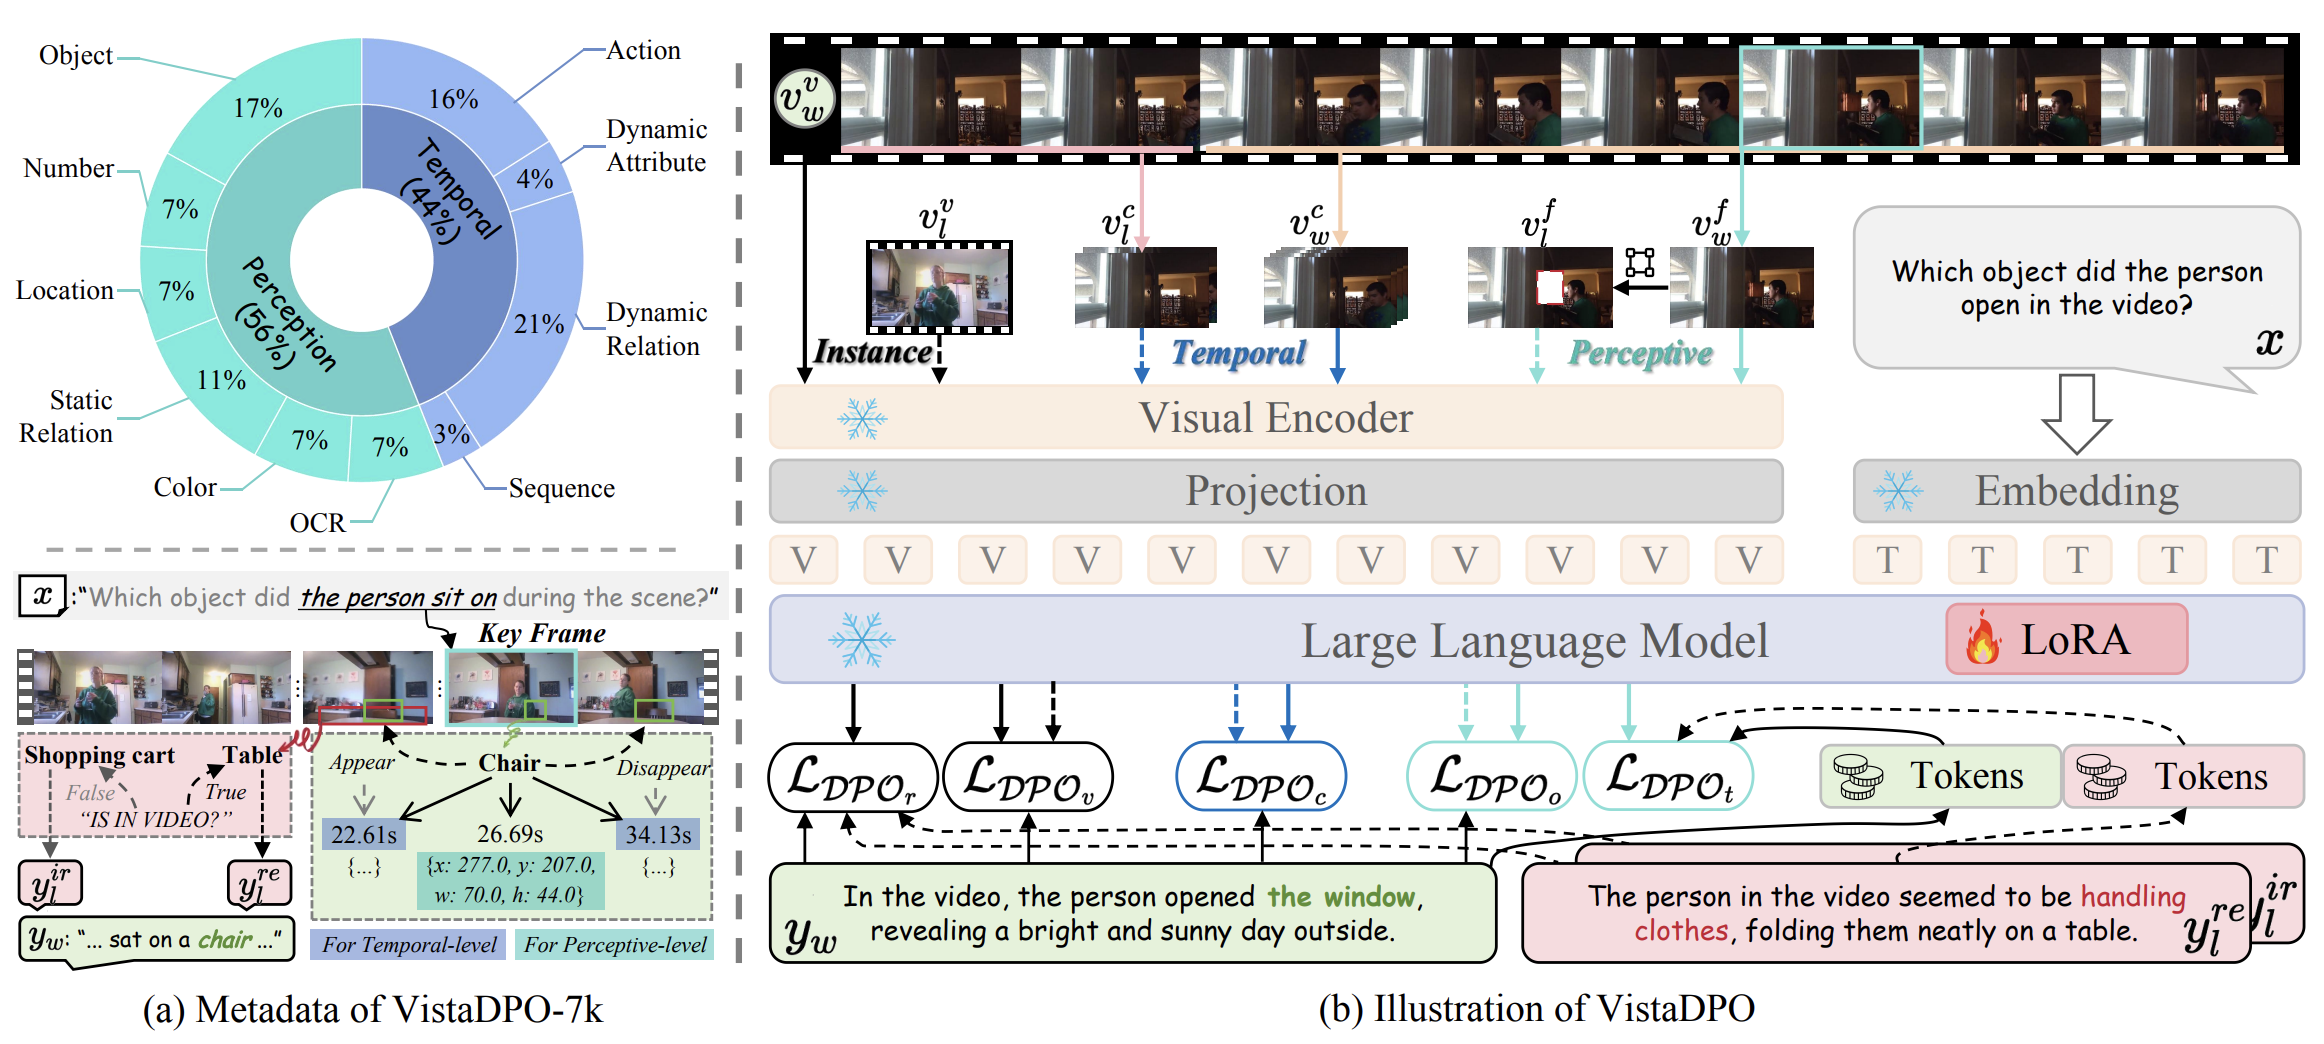 Object
17%
Number
7%
Location
7%
Static
Relation
11%
Color
7%
OCR
7%
Perception
(56%)
Temporal
(44%)
Action
16%
Dynamic
Attribute
4%
Dynamic
Relation
21%
Sequence
3%
x:“Which object did the person sit on during the scene?”
Key Frame
Shopping cart
Table
False
True
“IS IN VIDEO?”
y_l^{ir}
y_l^{re}
y_w: “... sat on a chair ...”
Appear
Chair
Disappear
22.61s
26.69s
34.13s
{...}
{x: 277.0, y: 207.0,
w: 70.0, h: 44.0}
{...}
For Temporal-level
For Perceptive-level
(a) Metadata of VistaDPO-7k
v_w^v
v_l^v
v_l^c
v_w^c
v_l^f
v_w^f
Instance
Temporal
Perceptive
Which object did the person
open in the video?
x
Visual Encoder
Projection
Embedding
V V V V V V V V V V V
T T T T T
Large Language Model
LoRA
ℒ_{DPO_r}
ℒ_{DPO_v}
ℒ_{DPO_c}
ℒ_{DPO_o}
ℒ_{DPO_t}
Tokens
Tokens
In the video, the person opened the window,
revealing a bright and sunny day outside.
y_w
The person in the video seemed to be handling
clothes, folding them neatly on a table.
y_l^{re}
y_l^{ir}
(b) Illustration of VistaDPO